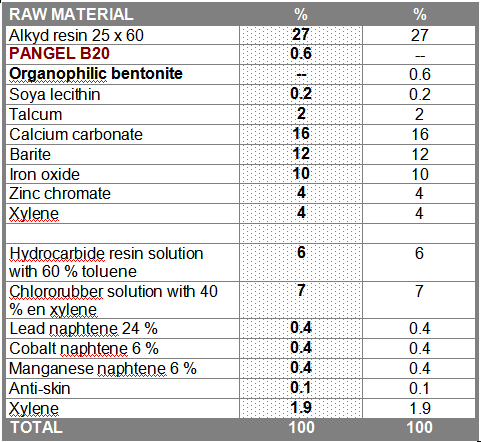 RAW MATERIAL % %
Alkyd resin 25 x 60 27 27
PANGEL B20 0.6 --
Organophilic bentonite -- 0.6
Soya lecithin 0.2 0.2
Talcum 2 2
Calcium carbonate 16 16
Barite 12 12
Iron oxide 10 10
Zinc chromate 4 4
Xylene 4 4
Hydrocarbide resin solution 6 6
with 60 % toluene
Chlororubber solution with 40 7 7
% en xylene
Lead naphtene 24 % 0.4 0.4
Cobalt naphtene 6 % 0.4 0.4
Manganese naphtene 6 % 0.4 0.4
Anti-skin 0.1 0.1
Xylene 1.9 1.9
TOTAL 100 100